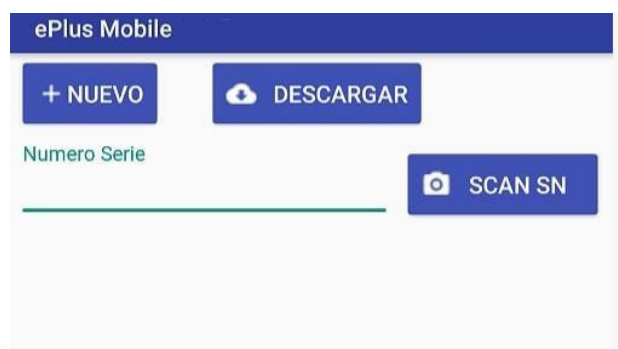 ePlus Mobile
+ NUEVO
DESCARGAR
Numero Serie
SCAN SN